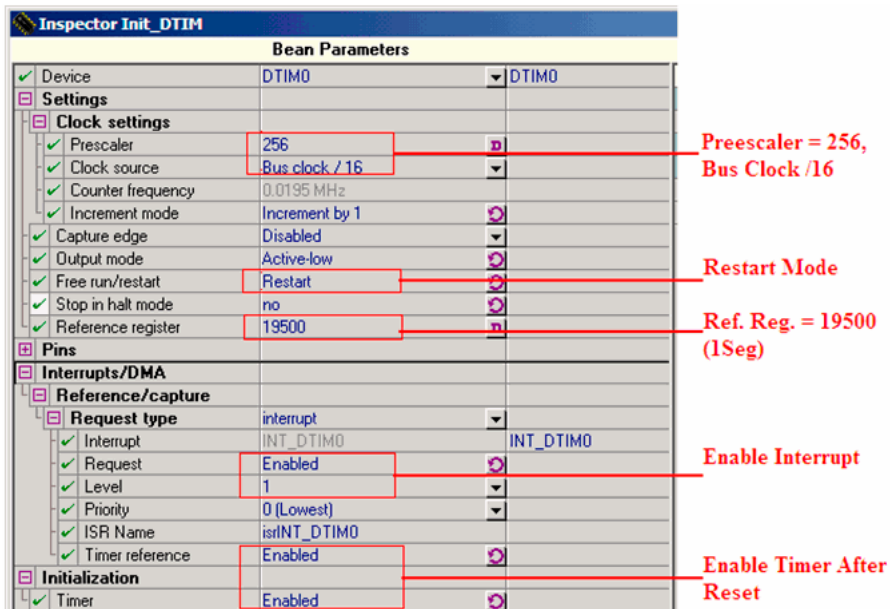 Inspector Init_DTIM
Bean Parameters
Device DTIM0 DTIM0
Settings
Clock settings
Prescaler 256 D
Clock source Bus clock / 16
Counter frequency 0.0195 MHz
Increment mode Increment by 1
Capture edge Disabled
Output mode Active-low
Free run/restart Restart
Stop in halt mode no
Reference register 19500 D
Pins
Interrupts/DMA
Reference/capture
Request type interrupt
Interrupt INT_DTIM0 INT_DTIM0
Request Enabled
Level 1
Priority 0 (Lowest)
ISR Name isrINT_DTIM0
Timer reference Enabled
Initialization
Timer Enabled
Preescaler = 256,
Bus Clock /16
Restart Mode
Ref. Reg. = 19500
(1Seg)
Enable Interrupt
Enable Timer After
Reset